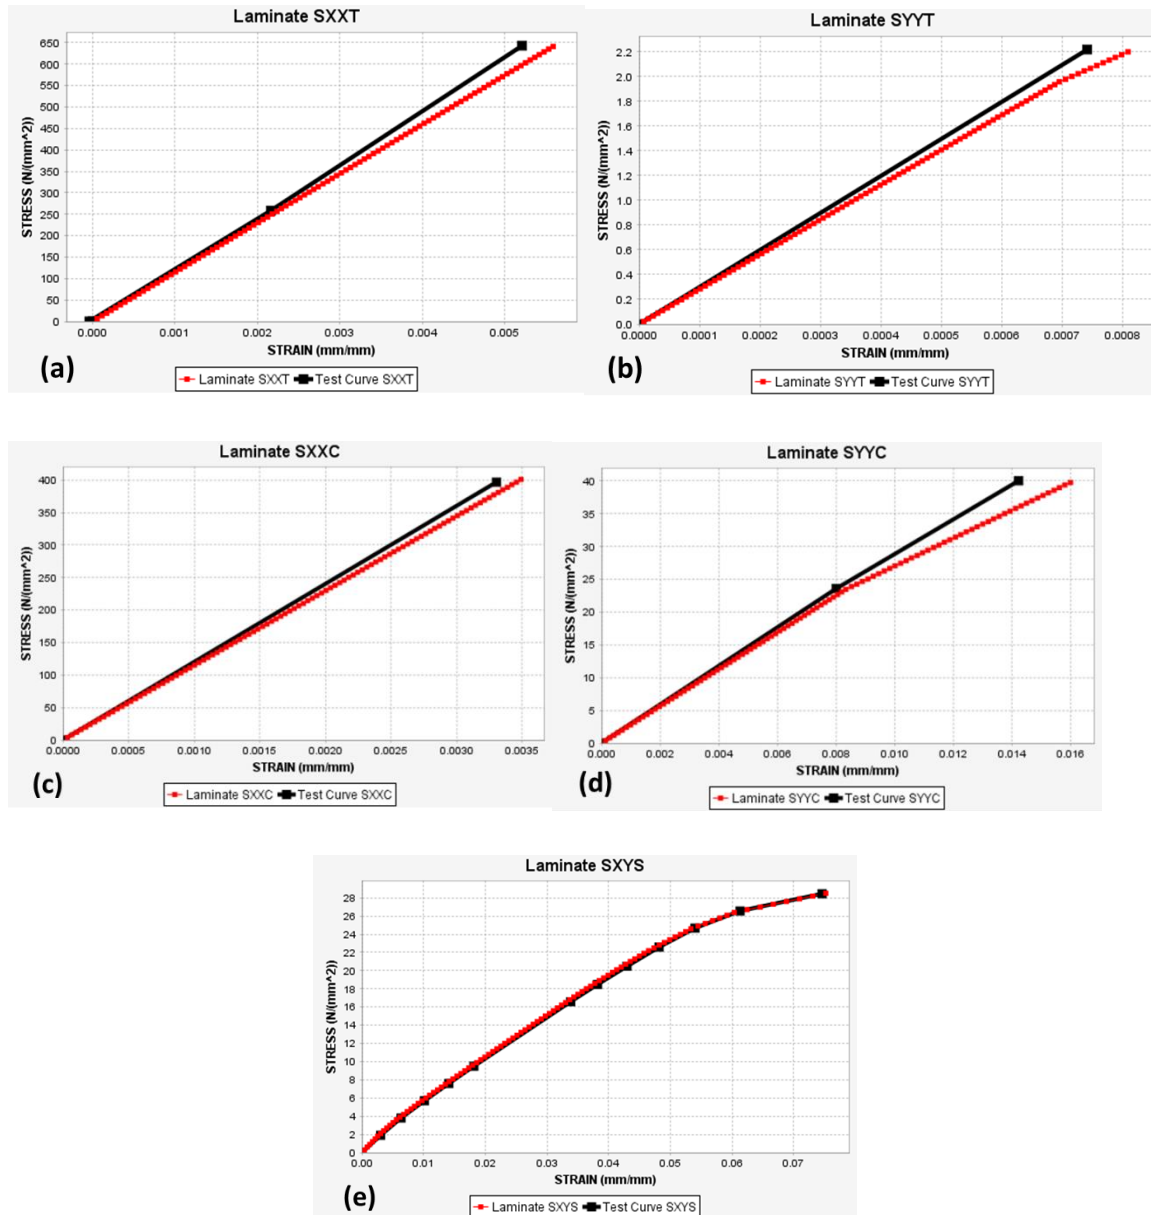 Laminate SXXT
STRESS (N/(mm^2))
650
600
550
500
450
400
350
300
250
200
150
100
50
0
0.000 0.001 0.002 0.003 0.004 0.005
STRAIN (mm/mm)
(a)
Laminate SXXT Test Curve SXXT
Laminate SYYT
STRESS (N/(mm^2))
2.2
2.0
1.8
1.6
1.4
1.2
1.0
0.8
0.6
0.4
0.2
0.0
0.0000 0.0001 0.0002 0.0003 0.0004 0.0005 0.0006 0.0007 0.0008
STRAIN (mm/mm)
(b)
Laminate SYYT Test Curve SYYT
Laminate SXXC
STRESS (N/(mm^2))
400
350
300
250
200
150
100
50
0
0.0000 0.0005 0.0010 0.0015 0.0020 0.0025 0.0030 0.0035
STRAIN (mm/mm)
(c)
Laminate SXXC Test Curve SXXC
Laminate SYYC
STRESS (N/(mm^2))
40
35
30
25
20
15
10
5
0
0.000 0.002 0.004 0.006 0.008 0.010 0.012 0.014 0.016
STRAIN (mm/mm)
(d)
Laminate SYYC Test Curve SYYC
Laminate SXYS
STRESS (N/(mm^2))
28
26
24
22
20
18
16
14
12
10
8
6
4
2
0
0.00 0.01 0.02 0.03 0.04 0.05 0.06 0.07
STRAIN (mm/mm)
(e)
Laminate SXYS Test Curve SXYS